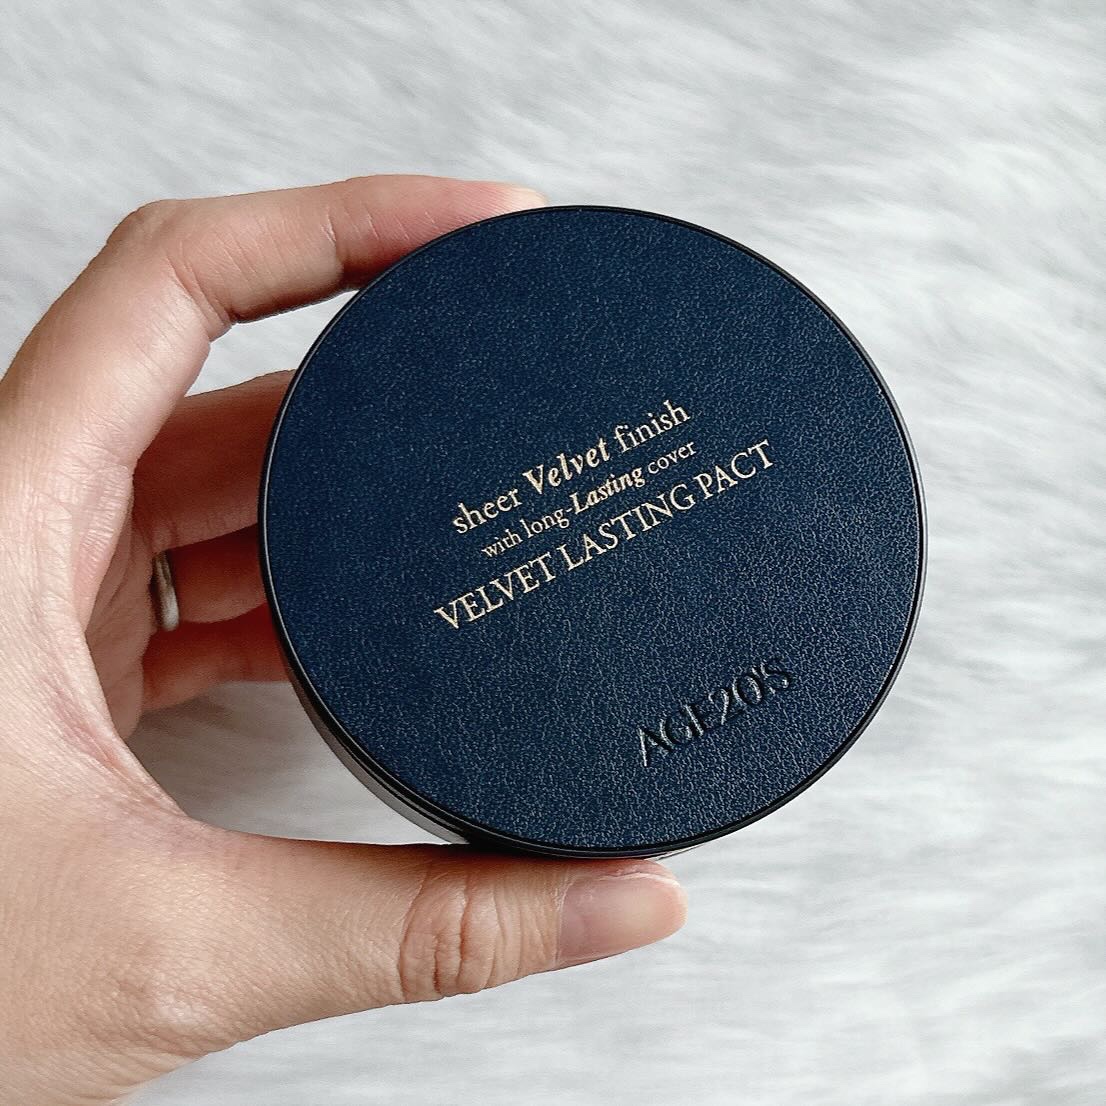 sheer Velvet finish
with long-Lasting cover
VELVET LASTING PACT
AGE20'S